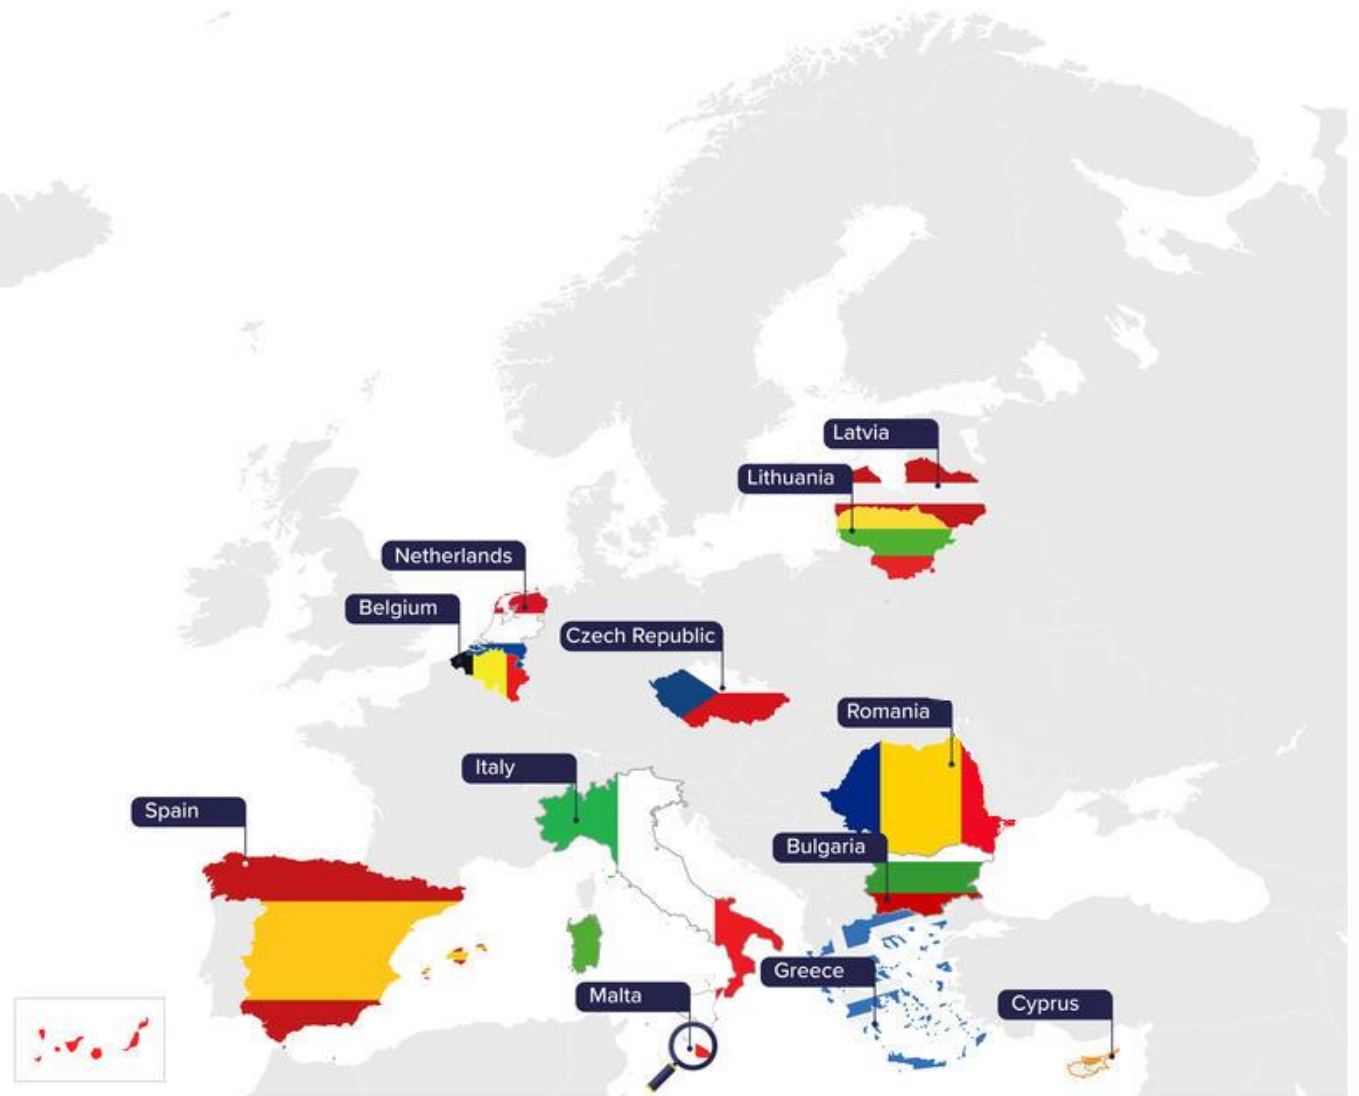 Latvia
Lithuania
Netherlands
Belgium
Czech Republic
Romania
Italy
Spain
Bulgaria
Greece
Malta
Cyprus